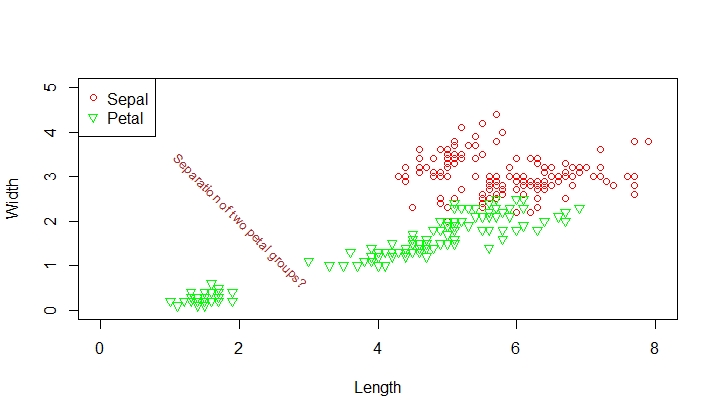 Sepal
Petal
Separation of two petal groups?
Width
5
4
3
2
1
0
0 2 4 6 8
Length